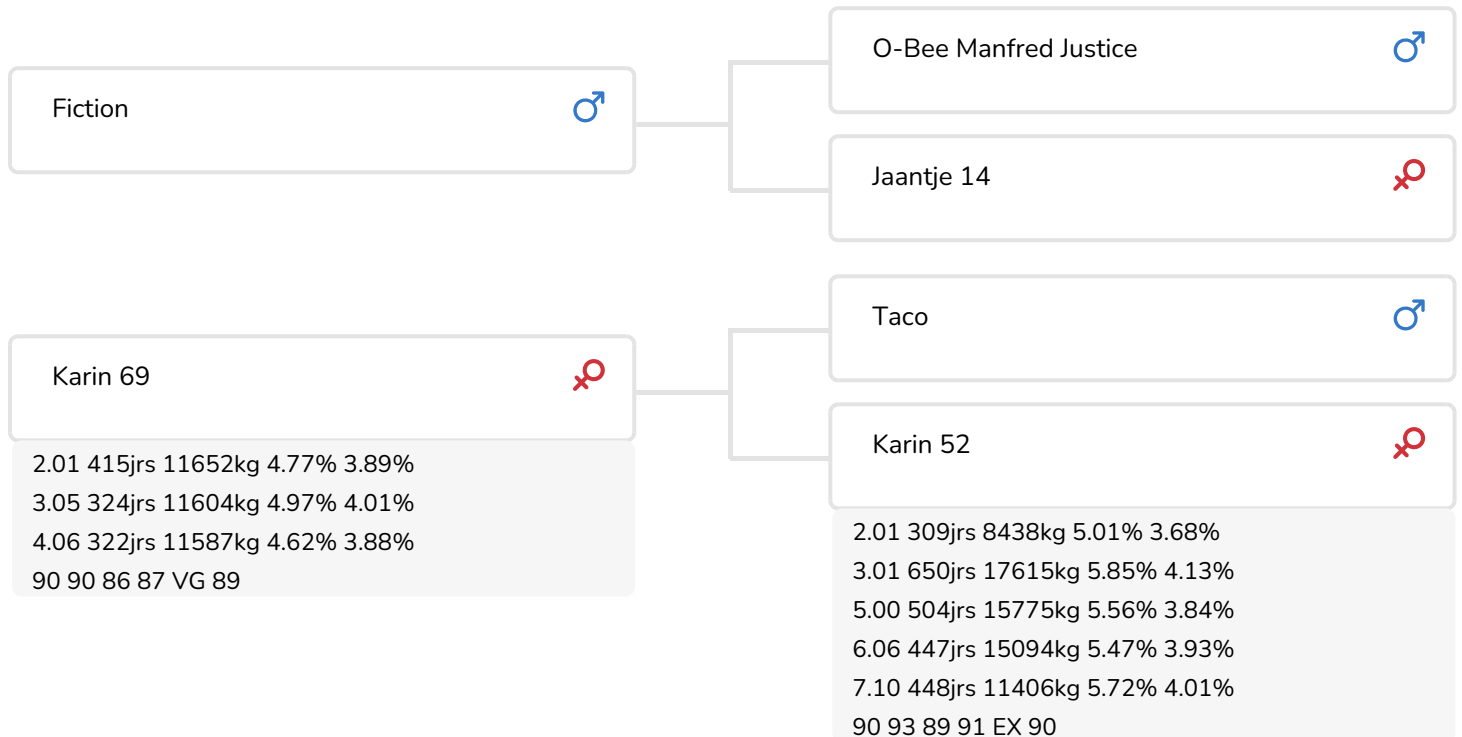 O-Bee Manfred Justice
Fiction
Jaantje 14
Taco
Karin 69
2.01 415jrs 11652kg 4.77% 3.89%
3.05 324jrs 11604kg 4.97% 4.01%
4.06 322jrs 11587kg 4.62% 3.88%
90 90 86 87 VG 89
Karin 52
2.01 309jrs 8438kg 5.01% 3.68%
3.01 650jrs 17615kg 5.85% 4.13%
5.00 504jrs 15775kg 5.56% 3.84%
6.06 447jrs 15094kg 5.47% 3.93%
7.10 448jrs 11406kg 5.72% 4.01%
90 93 89 91 EX 90